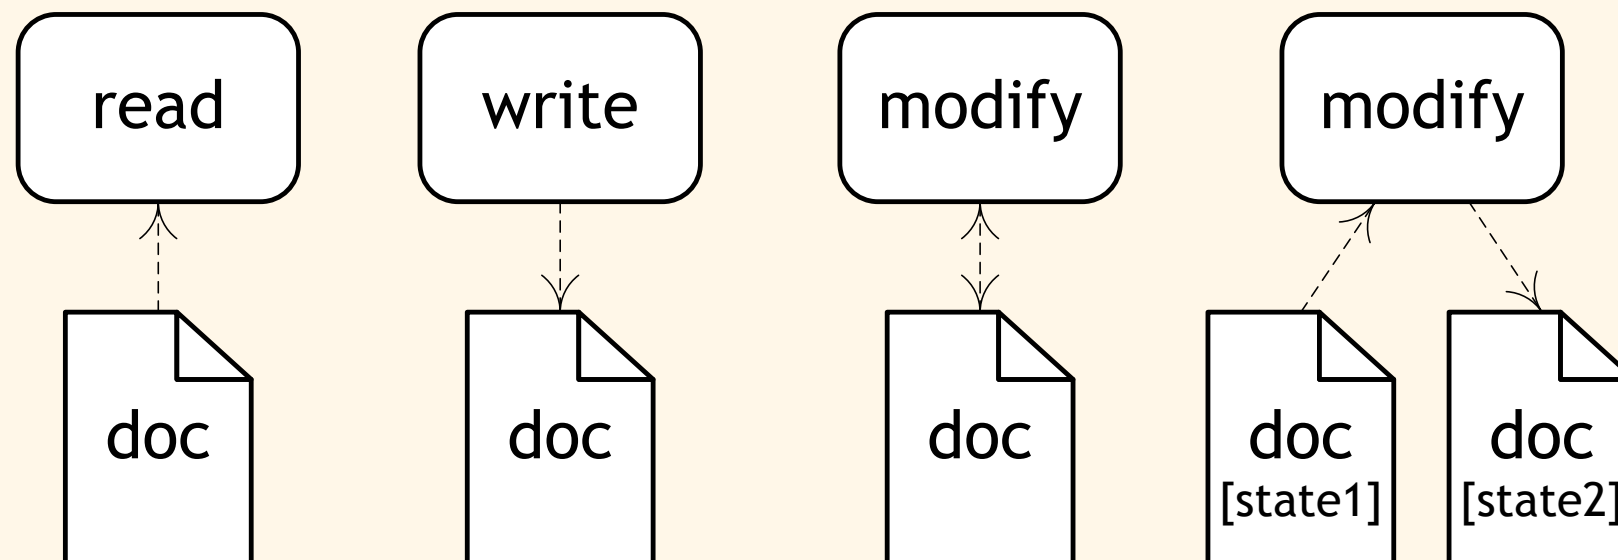 read
write
modify
modify
doc
doc
doc
doc
[state1]
doc
[state2]